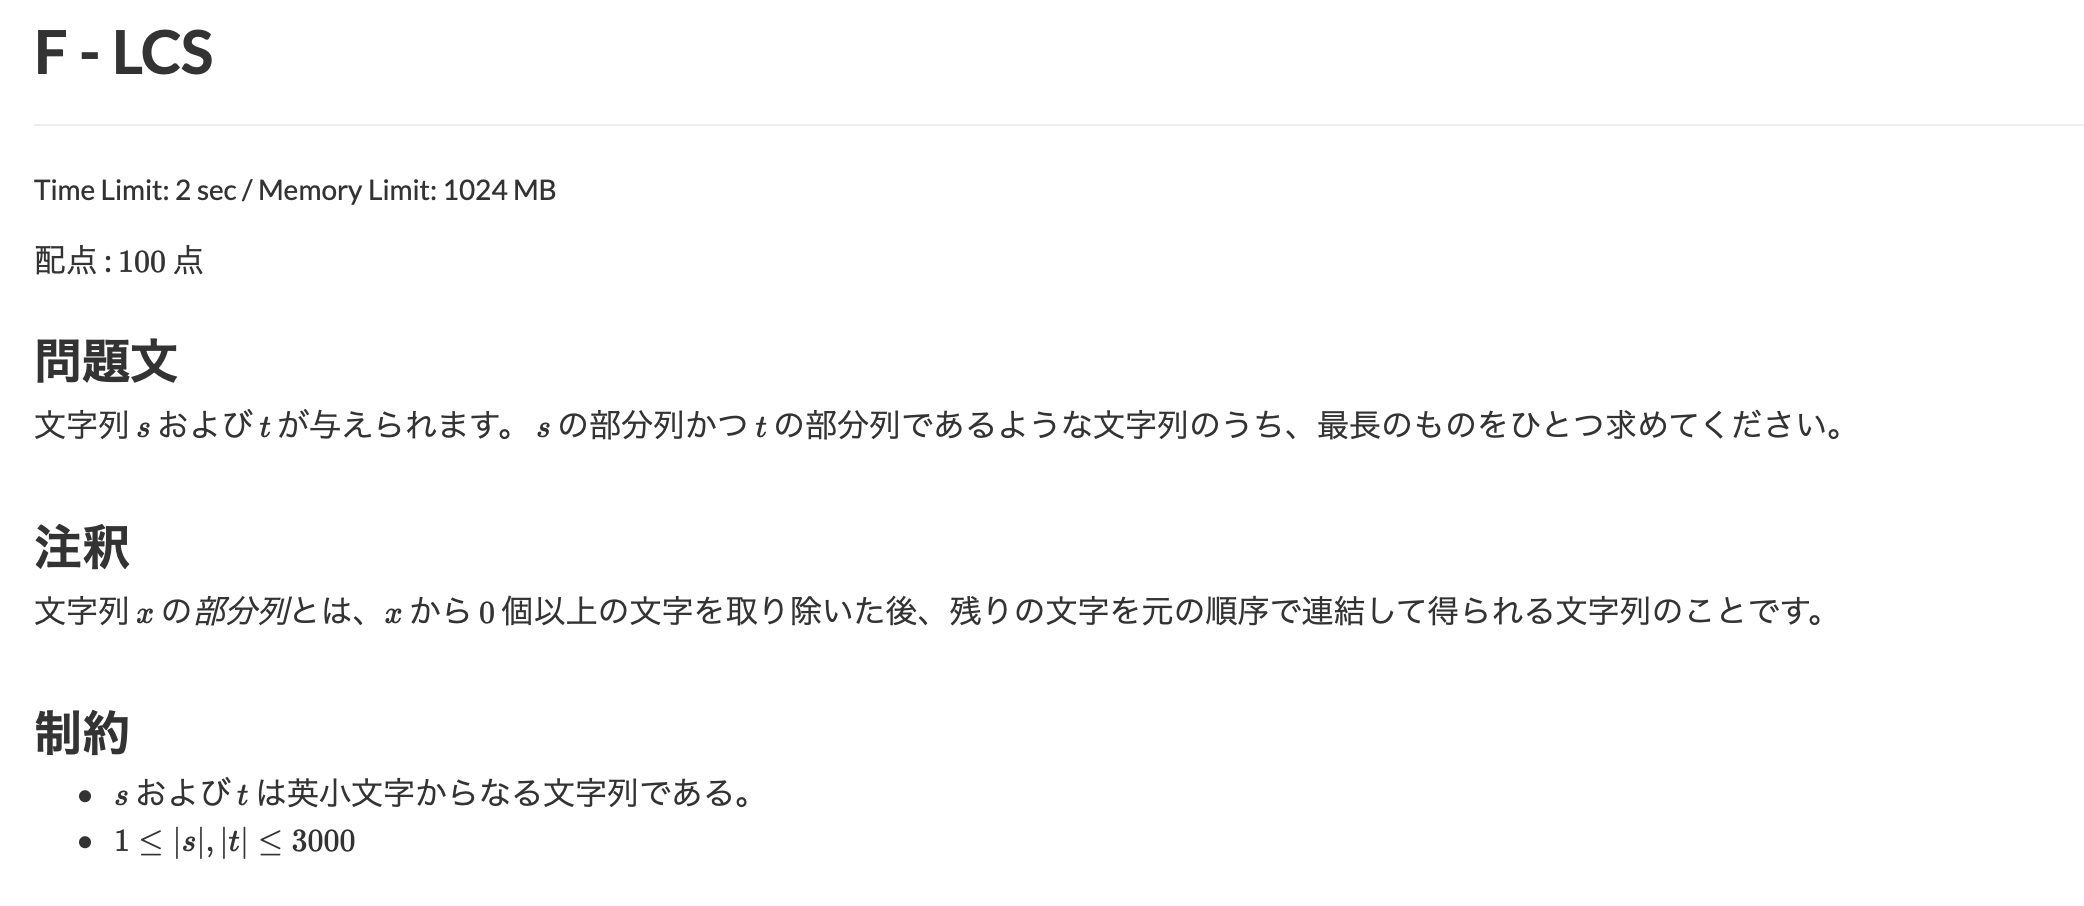 F - LCS
Time Limit: 2 sec / Memory Limit: 1024 MB
配点 : 100 点
問題文
文字列 s および t が与えられます。 s の部分列かつ t の部分列であるような文字列のうち、最長のものをひとつ求めてください。
注釈
文字列 x の部分列とは、x から 0 個以上の文字を取り除いた後、残りの文字を元の順序で連結して得られる文字列のことです。
制約
• s および t は英小文字からなる文字列である。
• 1 ≤ |s|, |t| ≤ 3000